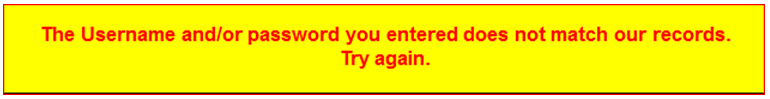 The Username and/or password you entered does not match our records.
Try again.